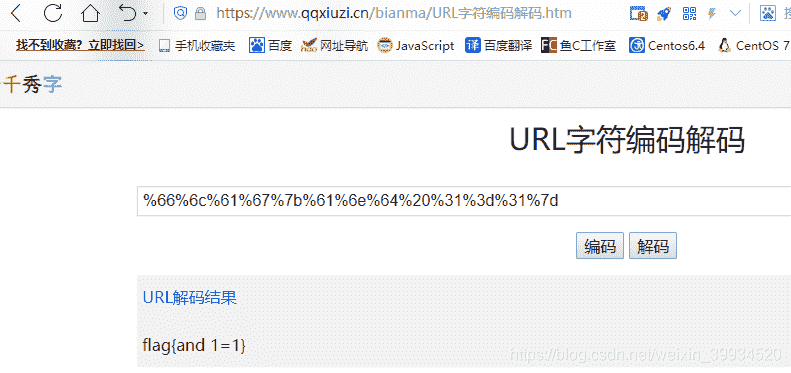 https://www.qqxiuzi.cn/bianma/URL字符编码解码.htm
找不到收藏? 立即找回> 手机收藏夹 百度 网址导航 JavaScript 百度翻译 鱼C工作室 Centos6.4 CentOS 7
千秀字
URL字符编码解码
%66%6c%61%67%7b%61%6e%64%20%31%3d%31%7d
编码 解码
URL解码结果
flag{and 1=1}
https://blog.csdn.net/weixin_39934520